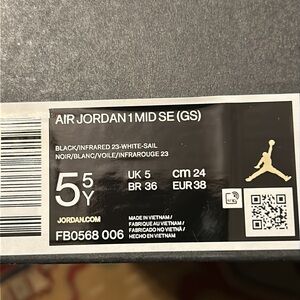 AIR JORDAN 1 MID SE (GS)
BLACK/INFRARED 23-WHITE-SAIL
NOIR/BLANC/VOILE/INFRAROUGE 23
5.5Y UK 5 cm 24
BR 36 EUR 38
JORDAN.COM
FB0568 006
MADE IN VIETNAM /
FABRIQUE AU VIETNAM /
FABRICADO NO VIETNÃ /
HECHO EN VIETNAM